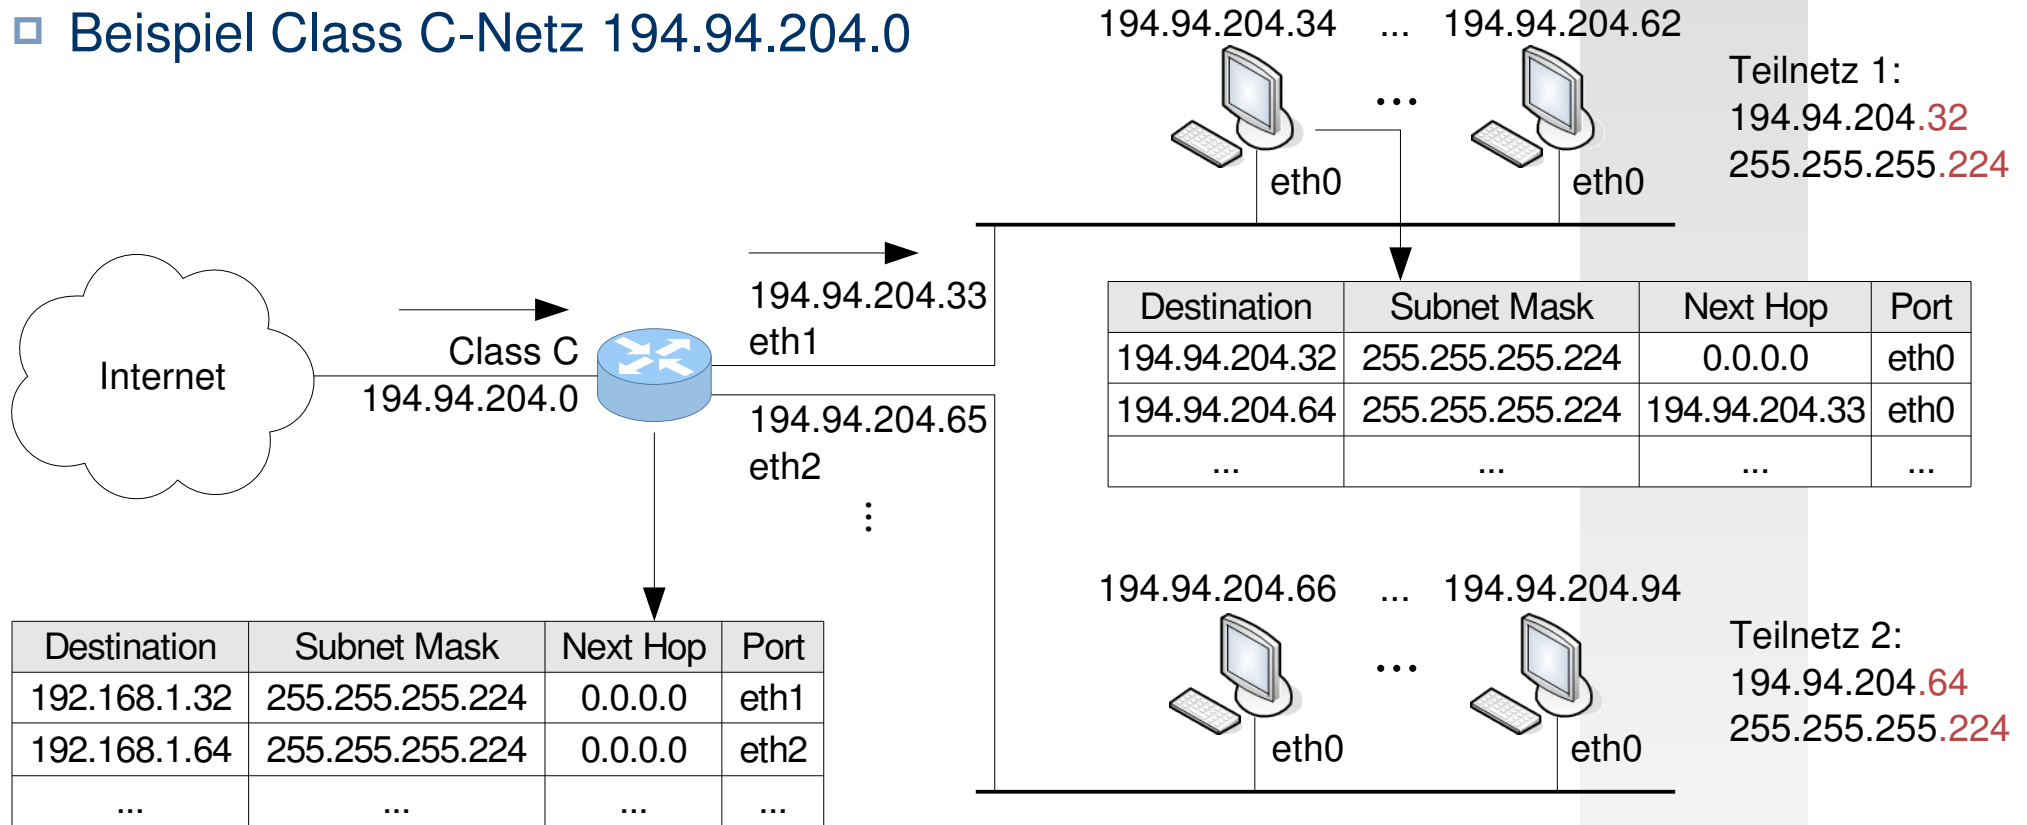 Beispiel Class C-Netz 194.94.204.0
194.94.204.34 ... 194.94.204.62
...
eth0 eth0
Teilnetz 1:
194.94.204.32
255.255.255.224
Internet
Class C
194.94.204.0
194.94.204.33
eth1
194.94.204.65
eth2
...
Destination Subnet Mask Next Hop Port
194.94.204.32 255.255.255.224 0.0.0.0 eth0
194.94.204.64 255.255.255.224 194.94.204.33 eth0
... ... ... ...
Destination Subnet Mask Next Hop Port
192.168.1.32 255.255.255.224 0.0.0.0 eth1
192.168.1.64 255.255.255.224 0.0.0.0 eth2
... ... ... ...
194.94.204.66 ... 194.94.204.94
...
eth0 eth0
Teilnetz 2:
194.94.204.64
255.255.255.224